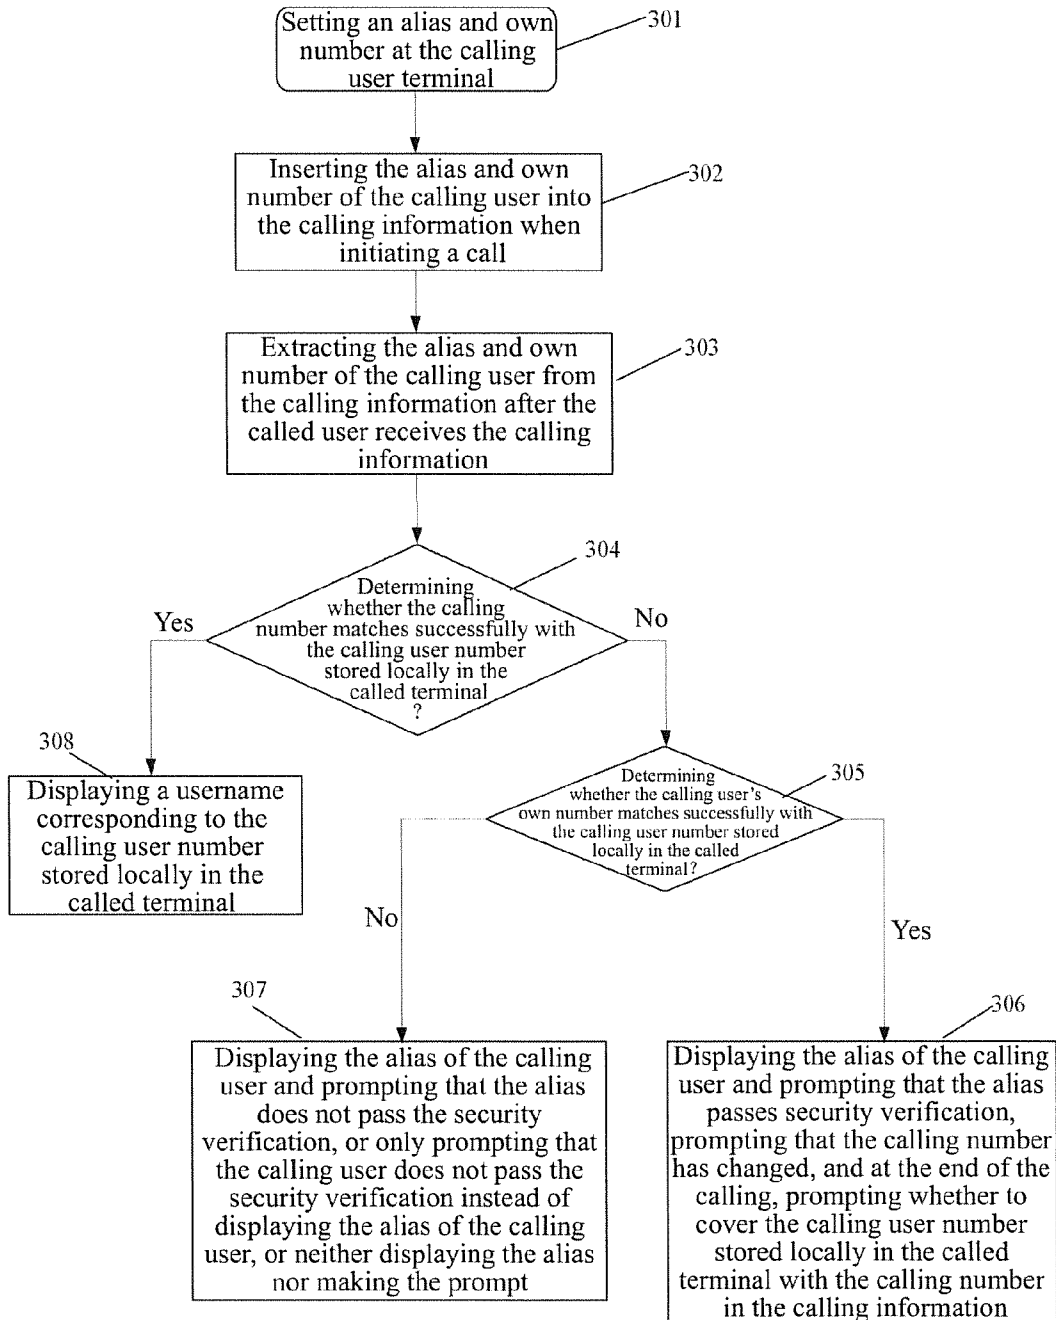 Setting an alias and own
number at the calling
user terminal
301
Inserting the alias and own
number of the calling user into
the calling information when
initiating a call
302
Extracting the alias and own
number of the calling user from
the calling information after the
called user receives the calling
information
303
304
Determining
whether the calling
number matches successfully with
the calling user number
stored locally in the
called terminal
?
Yes
No
308
Displaying a username
corresponding to the
calling user number
stored locally in the
called terminal
305
Determining
whether the calling user's
own number matches successfully with
the calling user number stored
locally in the called
terminal?
No
Yes
307
Displaying the alias of the calling
user and prompting that the alias
does not pass the security
verification, or only prompting that
the calling user does not pass the
security verification instead of
displaying the alias of the calling
user, or neither displaying the alias
nor making the prompt
306
Displaying the alias of the calling
user and prompting that the alias
passes security verification,
prompting that the calling number
has changed, and at the end of the
calling, prompting whether to
cover the calling user number
stored locally in the called
terminal with the calling number
in the calling information